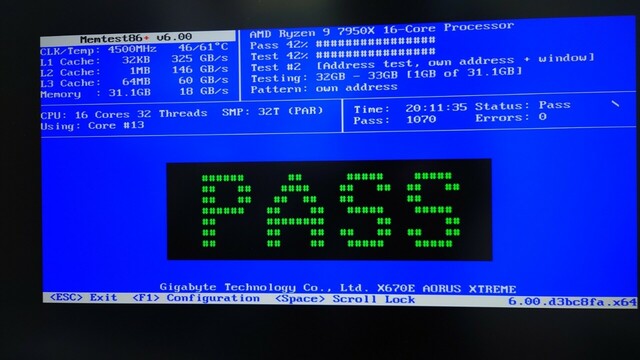 Memtest86+ v6.00
CLK/Temp: 4500MHz 46/61°C
L1 Cache: 32KB 325 GB/s
L2 Cache: 1MB 146 GB/s
L3 Cache: 64MB 60 GB/s
Memory : 31.1GB 18 GB/s
AMD Ryzen 9 7950X 16-Core Processor
Pass 42% ################
Test 42% ################
Test #2 [Address test, own address + window]
Testing: 32GB - 33GB [1GB of 31.1GB]
Pattern: own address
CPU: 16 Cores 32 Threads SMP: 32T (PAR)
Using: Core #13
Time: 20:11:35 Status: Pass \
Pass: 1070 Errors: 0
PASS
Gigabyte Technology Co., Ltd. X670E AORUS XTREME
<ESC> Exit <F1> Configuration <Space> Scroll Lock 6.00.d3bc8fa.x64